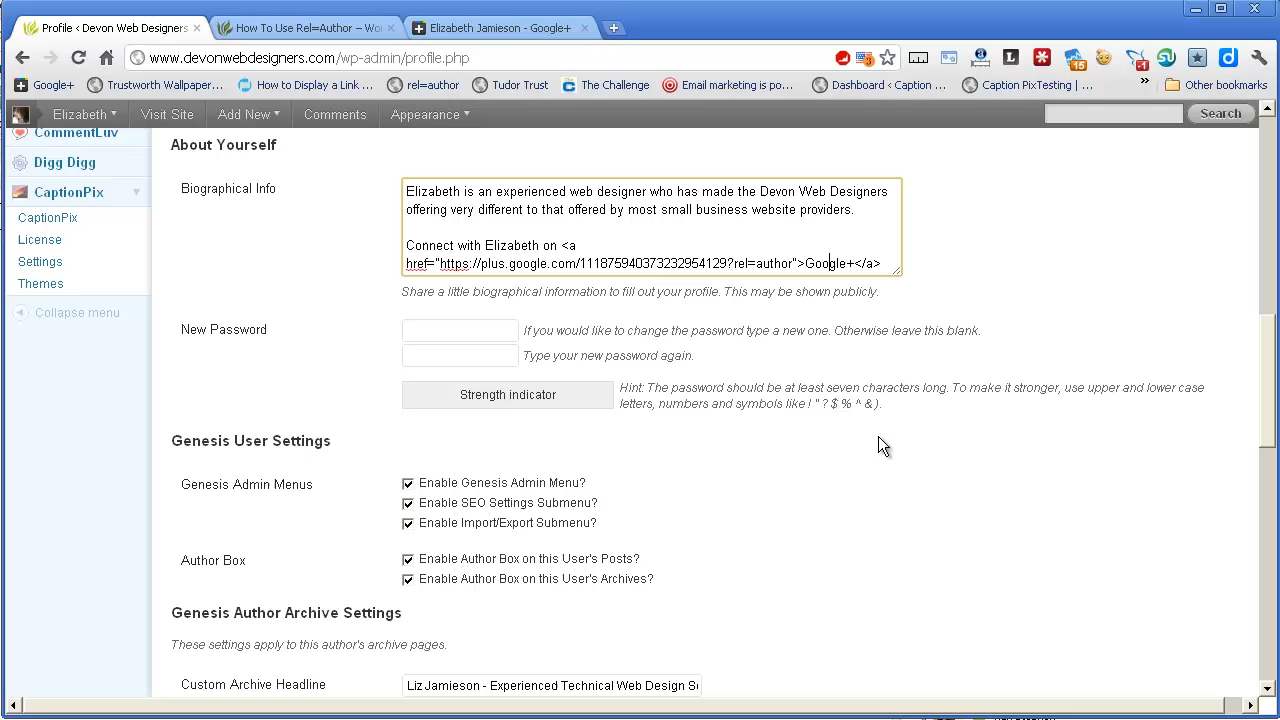 Profile ‹ Devon Web Designers
How To Use Rel=Author – Wo
Elizabeth Jamieson - Google+
www.devonwebdesigners.com/wp-admin/profile.php
15
-1
Google+
Trustworth Wallpaper...
How to Display a Link ...
rel=author
Tudor Trust
The Challenge
Email marketing is po...
Dashboard ‹ Caption ...
Caption PixTesting | ...
»
Other bookmarks
Elizabeth
Visit Site
Add New
Comments
Appearance
Search
CommentLuv
Digg Digg
CaptionPix
CaptionPix
License
Settings
Themes
Collapse menu
About Yourself
Biographical Info
Elizabeth is an experienced web designer who has made the Devon Web Designers
offering very different to that offered by most small business website providers.
Connect with Elizabeth on <a
href="https://plus.google.com/111875940373232954129?rel=author">Google+</a>
Share a little biographical information to fill out your profile. This may be shown publicly.
New Password
If you would like to change the password type a new one. Otherwise leave this blank.
Type your new password again.
Strength indicator
Hint: The password should be at least seven characters long. To make it stronger, use upper and lower case
letters, numbers and symbols like ! " ? $ % ^ & ).
Genesis User Settings
Genesis Admin Menus
Enable Genesis Admin Menu?
Enable SEO Settings Submenu?
Enable Import/Export Submenu?
Author Box
Enable Author Box on this User's Posts?
Enable Author Box on this User's Archives?
Genesis Author Archive Settings
These settings apply to this author's archive pages.
Custom Archive Headline
Liz Jamieson - Experienced Technical Web Design S